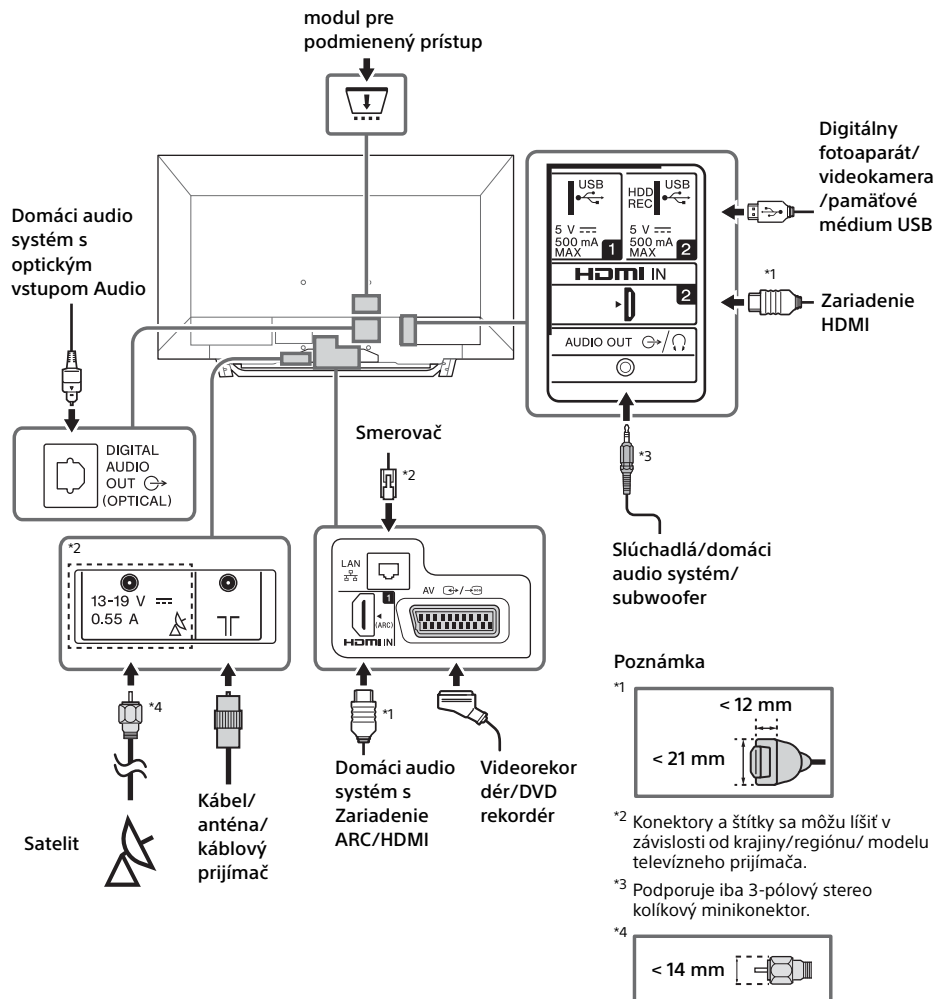 modul pre
podmienený prístup
Domáci audio
systém s
optickým
vstupom Audio
USB
5 V
500 mA
MAX
1
HDD
REC
USB
5 V
500 mA
MAX
2
HDMI IN
2
AUDIO OUT
Digitálny
fotoaparát/
videokamera
/pamäťové
médium USB
*1
Zariadenie
HDMI
*3
Slúchadlá/domáci
audio systém/
subwoofer
DIGITAL
AUDIO
OUT
(OPTICAL)
Smerovač
*2
*2
13-19 V
0.55 A
LAN
1
(ARC)
HDMI IN
AV
*4
Satelit
Kábel/
anténa/
káblový
prijímač
*1
Domáci audio
systém s
Zariadenie
ARC/HDMI
Videorekor
dér/DVD
rekordér
Poznámka
*1
< 12 mm
< 21 mm
*2 Konektory a štítky sa môžu líšiť v
závislosti od krajiny/regiónu/ modelu
televízneho prijímača.
*3 Podporuje iba 3-pólový stereo
kolíkový minikonektor.
*4
< 14 mm